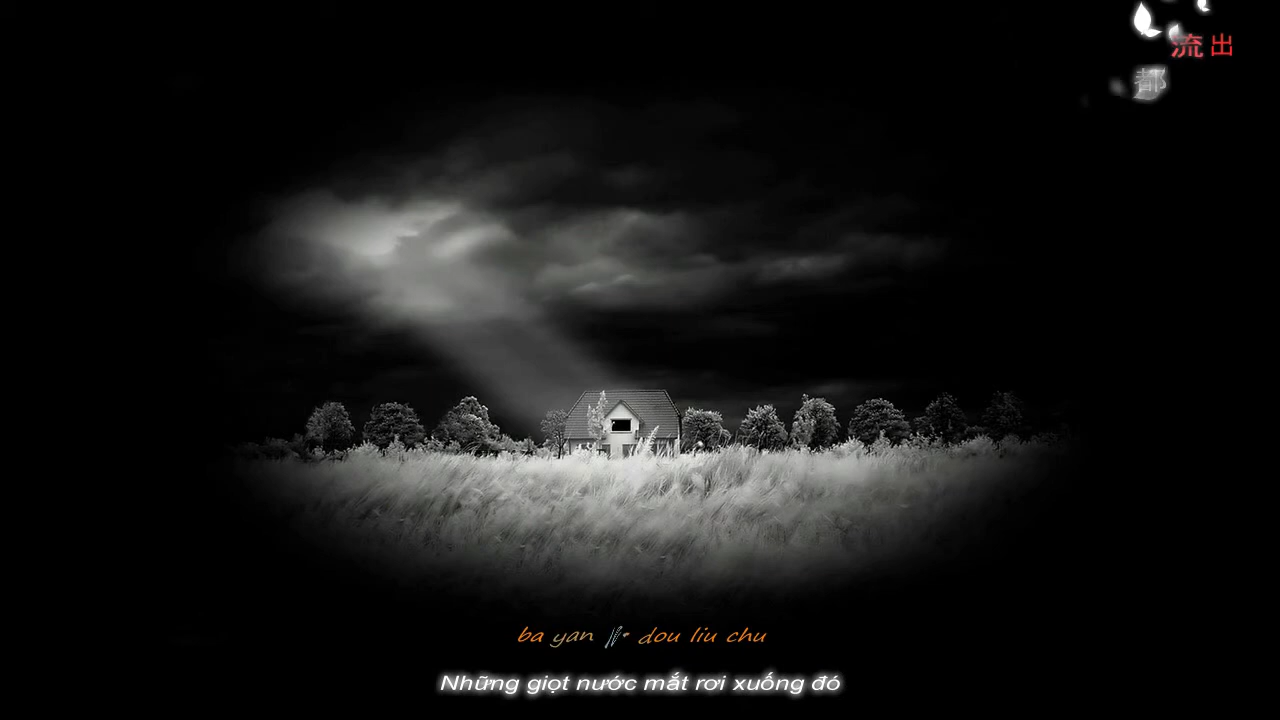 流出
都
ba yan dou liu chu
Những giọt nước mắt rơi xuống đó